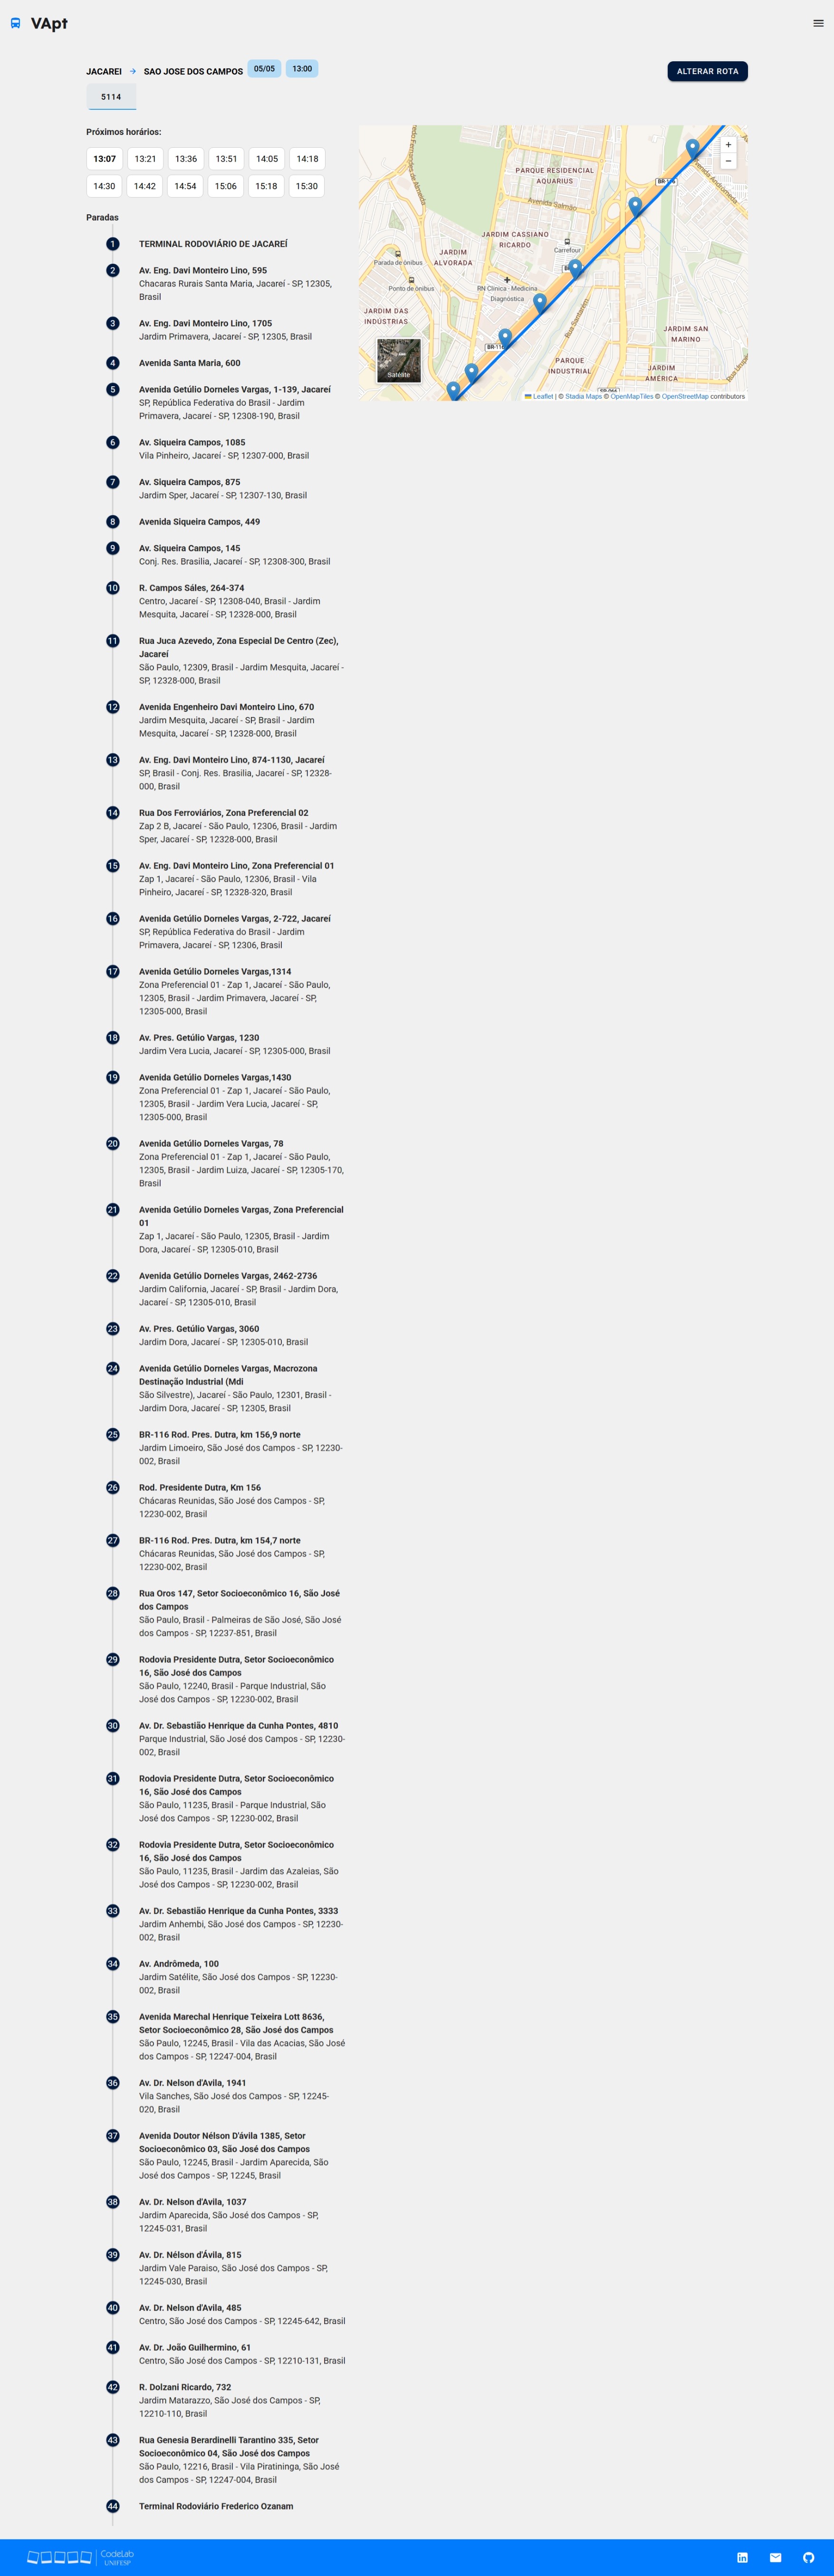 VApt
JACAREI → SAO JOSE DOS CAMPOS 05/05 13:00
ALTERAR ROTA
5114
Próximos horários:
13:07 13:21 13:36 13:51 14:05 14:18
14:30 14:42 14:54 15:06 15:18 15:30
Paradas
1 TERMINAL RODOVIÁRIO DE JACAREÍ
2 Av. Eng. Davi Monteiro Lino, 595
Chacaras Rurais Santa Maria, Jacareí - SP, 12305,
Brasil
3 Av. Eng. Davi Monteiro Lino, 1705
Jardim Primavera, Jacareí - SP, 12305, Brasil
4 Avenida Santa Maria, 600
5 Avenida Getúlio Dorneles Vargas, 1-139, Jacareí
SP, República Federativa do Brasil - Jardim
Primavera, Jacareí - SP, 12308-190, Brasil
6 Av. Siqueira Campos, 1085
Vila Pinheiro, Jacareí - SP, 12307-000, Brasil
7 Av. Siqueira Campos, 875
Jardim Sper, Jacareí - SP, 12307-130, Brasil
8 Avenida Siqueira Campos, 449
9 Av. Siqueira Campos, 145
Conj. Res. Brasilia, Jacareí - SP, 12308-300, Brasil
10 R. Campos Sáles, 264-374
Centro, Jacareí - SP, 12308-040, Brasil - Jardim
Mesquita, Jacareí - SP, 12328-000, Brasil
11 Rua Juca Azevedo, Zona Especial De Centro (Zec),
Jacareí
São Paulo, 12309, Brasil - Jardim Mesquita, Jacareí -
SP, 12328-000, Brasil
12 Avenida Engenheiro Davi Monteiro Lino, 670
Jardim Mesquita, Jacareí - SP, Brasil - Jardim
Mesquita, Jacareí - SP, 12328-000, Brasil
13 Av. Eng. Davi Monteiro Lino, 874-1130, Jacareí
SP, Brasil - Conj. Res. Brasilia, Jacareí - SP, 12328-
000, Brasil
14 Rua Dos Ferroviários, Zona Preferencial 02
Zap 2 B, Jacareí - São Paulo, 12306, Brasil - Jardim
Sper, Jacareí - SP, 12328-000, Brasil
15 Av. Eng. Davi Monteiro Lino, Zona Preferencial 01
Zap 1, Jacareí - São Paulo, 12306, Brasil - Vila
Pinheiro, Jacareí - SP, 12328-320, Brasil
16 Avenida Getúlio Dorneles Vargas, 2-722, Jacareí
SP, República Federativa do Brasil - Jardim
Primavera, Jacareí - SP, 12306, Brasil
17 Avenida Getúlio Dorneles Vargas,1314
Zona Preferencial 01 - Zap 1, Jacareí - São Paulo,
12305, Brasil - Jardim Primavera, Jacareí - SP,
12305-000, Brasil
18 Av. Pres. Getúlio Vargas, 1230
Jardim Vera Lucia, Jacareí - SP, 12305-000, Brasil
19 Avenida Getúlio Dorneles Vargas,1430
Zona Preferencial 01 - Zap 1, Jacareí - São Paulo,
12305, Brasil - Jardim Vera Lucia, Jacareí - SP,
12305-000, Brasil
20 Avenida Getúlio Dorneles Vargas, 78
Zona Preferencial 01 - Zap 1, Jacareí - São Paulo,
12305, Brasil - Jardim Luiza, Jacareí - SP, 12305-170,
Brasil
21 Avenida Getúlio Dorneles Vargas, Zona Preferencial
01
Zap 1, Jacareí - São Paulo, 12305, Brasil - Jardim
Dora, Jacareí - SP, 12305-010, Brasil
22 Avenida Getúlio Dorneles Vargas, 2462-2736
Jardim California, Jacareí - SP, Brasil - Jardim Dora,
Jacareí - SP, 12305-010, Brasil
23 Av. Pres. Getúlio Vargas, 3060
Jardim Dora, Jacareí - SP, 12305-010, Brasil
24 Avenida Getúlio Dorneles Vargas, Macrozona
Destinação Industrial (Mdi
São Silvestre), Jacareí - São Paulo, 12301, Brasil -
Jardim Dora, Jacareí - SP, 12305, Brasil
25 BR-116 Rod. Pres. Dutra, km 156,9 norte
Jardim Limoeiro, São José dos Campos - SP, 12230-
002, Brasil
26 Rod. Presidente Dutra, Km 156
Chácaras Reunidas, São José dos Campos - SP,
12230-002, Brasil
27 BR-116 Rod. Pres. Dutra, km 154,7 norte
Chácaras Reunidas, São José dos Campos - SP,
12230-002, Brasil
28 Rua Oros 147, Setor Socioeconômico 16, São José
dos Campos
São Paulo, Brasil - Palmeiras de São José, São José
dos Campos - SP, 12237-851, Brasil
29 Rodovia Presidente Dutra, Setor Socioeconômico
16, São José dos Campos
São Paulo, 12240, Brasil - Parque Industrial, São
José dos Campos - SP, 12230-002, Brasil
30 Av. Dr. Sebastião Henrique da Cunha Pontes, 4810
Parque Industrial, São José dos Campos - SP, 12230-
002, Brasil
31 Rodovia Presidente Dutra, Setor Socioeconômico
16, São José dos Campos
São Paulo, 11235, Brasil - Parque Industrial, São
José dos Campos - SP, 12230-002, Brasil
32 Rodovia Presidente Dutra, Setor Socioeconômico
16, São José dos Campos
São Paulo, 11235, Brasil - Jardim das Azaleias, São
José dos Campos - SP, 12230-002, Brasil
33 Av. Dr. Sebastião Henrique da Cunha Pontes, 3333
Jardim Anhembi, São José dos Campos - SP, 12230-
002, Brasil
34 Av. Andrômeda, 100
Jardim Satélite, São José dos Campos - SP, 12230-
002, Brasil
35 Avenida Marechal Henrique Teixeira Lott 8636,
Setor Socioeconômico 28, São José dos Campos
São Paulo, 12245, Brasil - Vila das Acacias, São José
dos Campos - SP, 12247-004, Brasil
36 Av. Dr. Nelson d'Avila, 1941
Vila Sanches, São José dos Campos - SP, 12245-
020, Brasil
37 Avenida Doutor Nélson D'ávila 1385, Setor
Socioeconômico 03, São José dos Campos
São Paulo, 12245, Brasil - Jardim Aparecida, São
José dos Campos - SP, 12245, Brasil
38 Av. Dr. Nelson d'Avila, 1037
Jardim Aparecida, São José dos Campos - SP,
12245-031, Brasil
39 Av. Dr. Nélson d'Ávila, 815
Jardim Vale Paraiso, São José dos Campos - SP,
12245-030, Brasil
40 Av. Dr. Nelson d'Avila, 485
Centro, São José dos Campos - SP, 12245-642, Brasil
41 Av. Dr. João Guilhermino, 61
Centro, São José dos Campos - SP, 12210-131, Brasil
42 R. Dolzani Ricardo, 732
Jardim Matarazzo, São José dos Campos - SP,
12210-110, Brasil
43 Rua Genesia Berardinelli Tarantino 335, Setor
Socioeconômico 04, São José dos Campos
São Paulo, 12216, Brasil - Vila Piratininga, São José
dos Campos - SP, 12247-004, Brasil
44 Terminal Rodoviário Frederico Ozanam
+
−
PARQUE RESIDENCIAL
AQUARIUS
Avenida Salmão
JARDIM CASSIANO
RICARDO
Carrefour
JARDIM
ALVORADA
Parada de ônibus
Ponto de ônibus
RN Clínica - Medicina
Diagnóstica
JARDIM DAS
INDÚSTRIAS
Rua Santarém
JARDIM SAN
MARINO
PARQUE
INDUSTRIAL
JARDIM
AMÉRICA
Satélite
Leaflet | © Stadia Maps © OpenMapTiles © OpenStreetMap contributors
CodeLab
UNIFESP